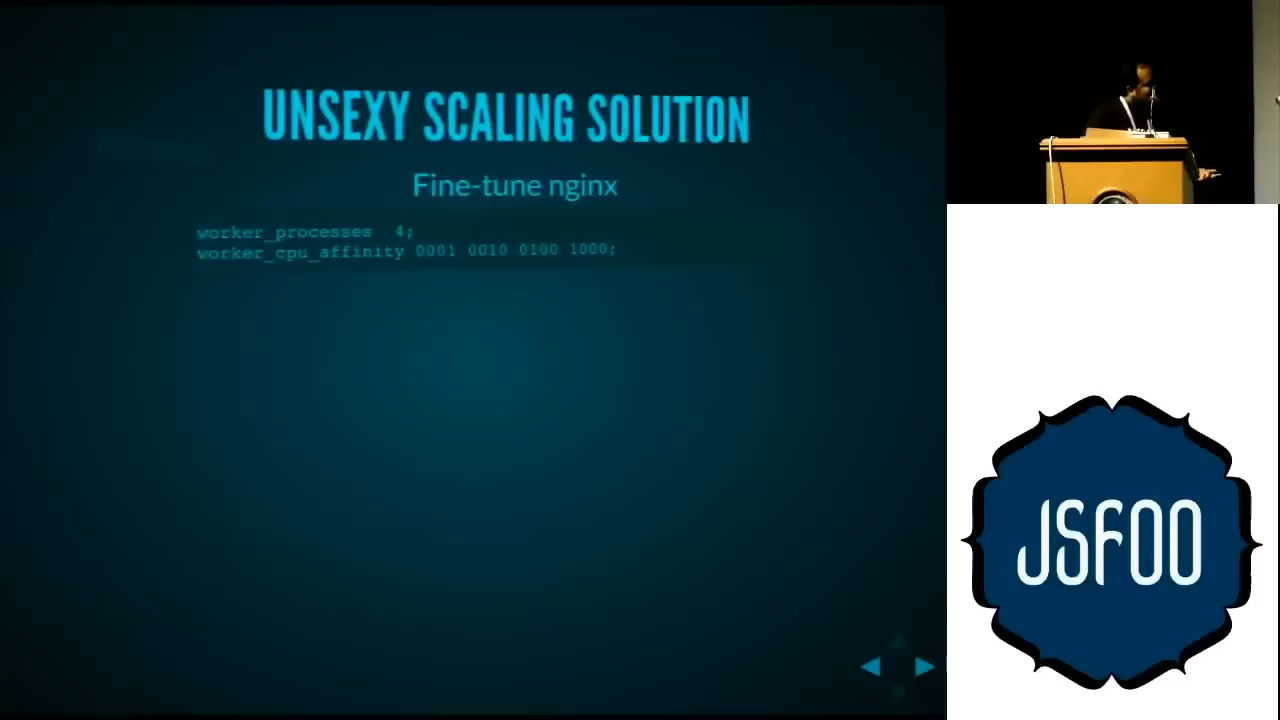 UNSEXY SCALING SOLUTION
Fine-tune nginx
worker_processes  4;
worker_cpu_affinity 0001 0010 0100 1000;
JSFOO